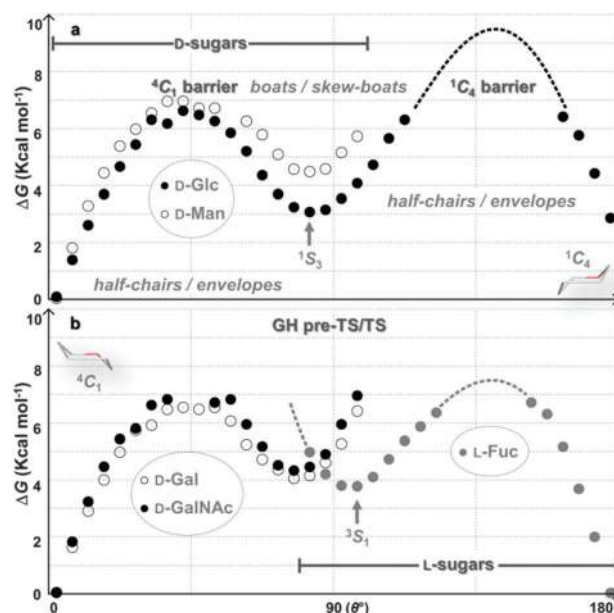 a
D-sugars
⁴C₁ barrier
boats / skew-boats
¹C₄ barrier
ΔG (Kcal mol⁻¹)
10
8
6
4
2
0
D-Glc
D-Man
¹S₃
half-chairs / envelopes
half-chairs / envelopes
¹C₄
b
GH pre-TS/TS
⁴C₁
ΔG (Kcal mol⁻¹)
10
8
6
4
2
0
D-Gal
D-GalNAc
L-Fuc
³S₁
L-sugars
0
90 (θ°)
180